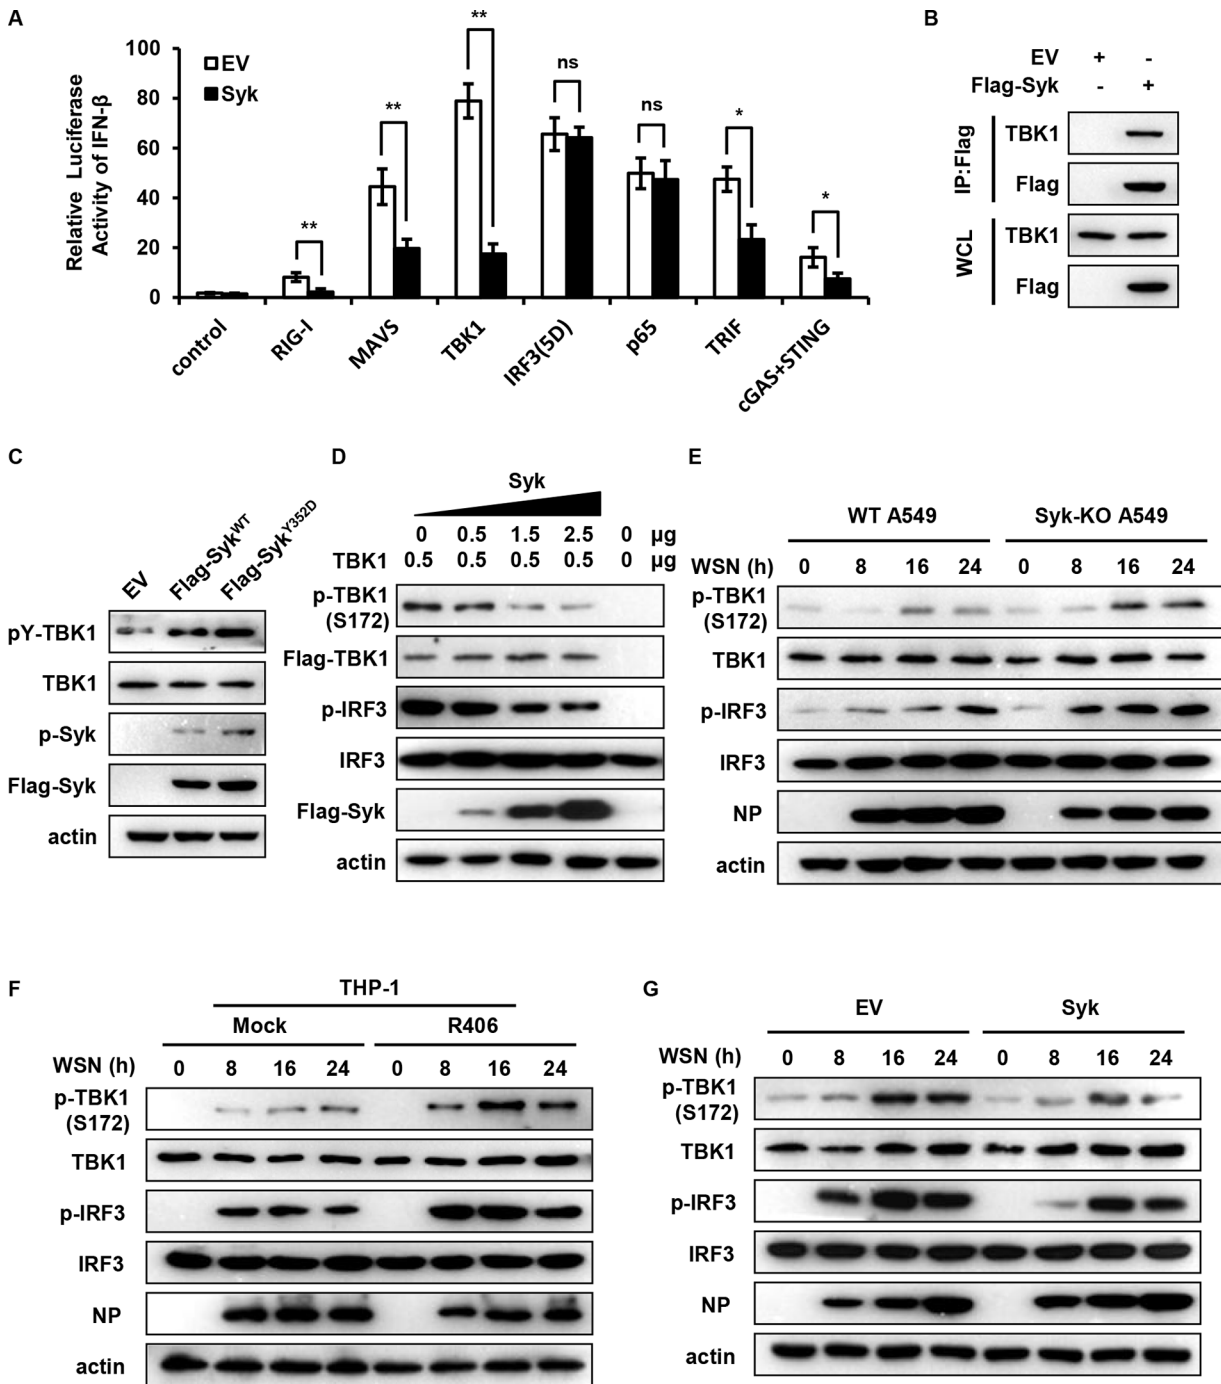 A
100
80
60
40
20
0
Relative Luciferase
Activity of IFN-β
EV
Syk
**
**
**
ns
ns
*
*
control
RIG-I
MAVS
TBK1
IRF3(5D)
p65
TRIF
cGAS+STING
B
EV + -
Flag-Syk - +
IP:Flag
TBK1
Flag
WCL
TBK1
Flag
C
EV
Flag-SykWT
Flag-SykY352D
pY-TBK1
TBK1
p-Syk
Flag-Syk
actin
D
Syk
0 0.5 1.5 2.5 0 μg
TBK1 0.5 0.5 0.5 0.5 0 μg
p-TBK1
(S172)
Flag-TBK1
p-IRF3
IRF3
Flag-Syk
actin
E
WT A549 Syk-KO A549
WSN (h) 0 8 16 24 0 8 16 24
p-TBK1
(S172)
TBK1
p-IRF3
IRF3
NP
actin
F
THP-1
Mock R406
WSN (h) 0 8 16 24 0 8 16 24
p-TBK1
(S172)
TBK1
p-IRF3
IRF3
NP
actin
G
EV Syk
WSN (h) 0 8 16 24 0 8 16 24
p-TBK1
(S172)
TBK1
p-IRF3
IRF3
NP
actin